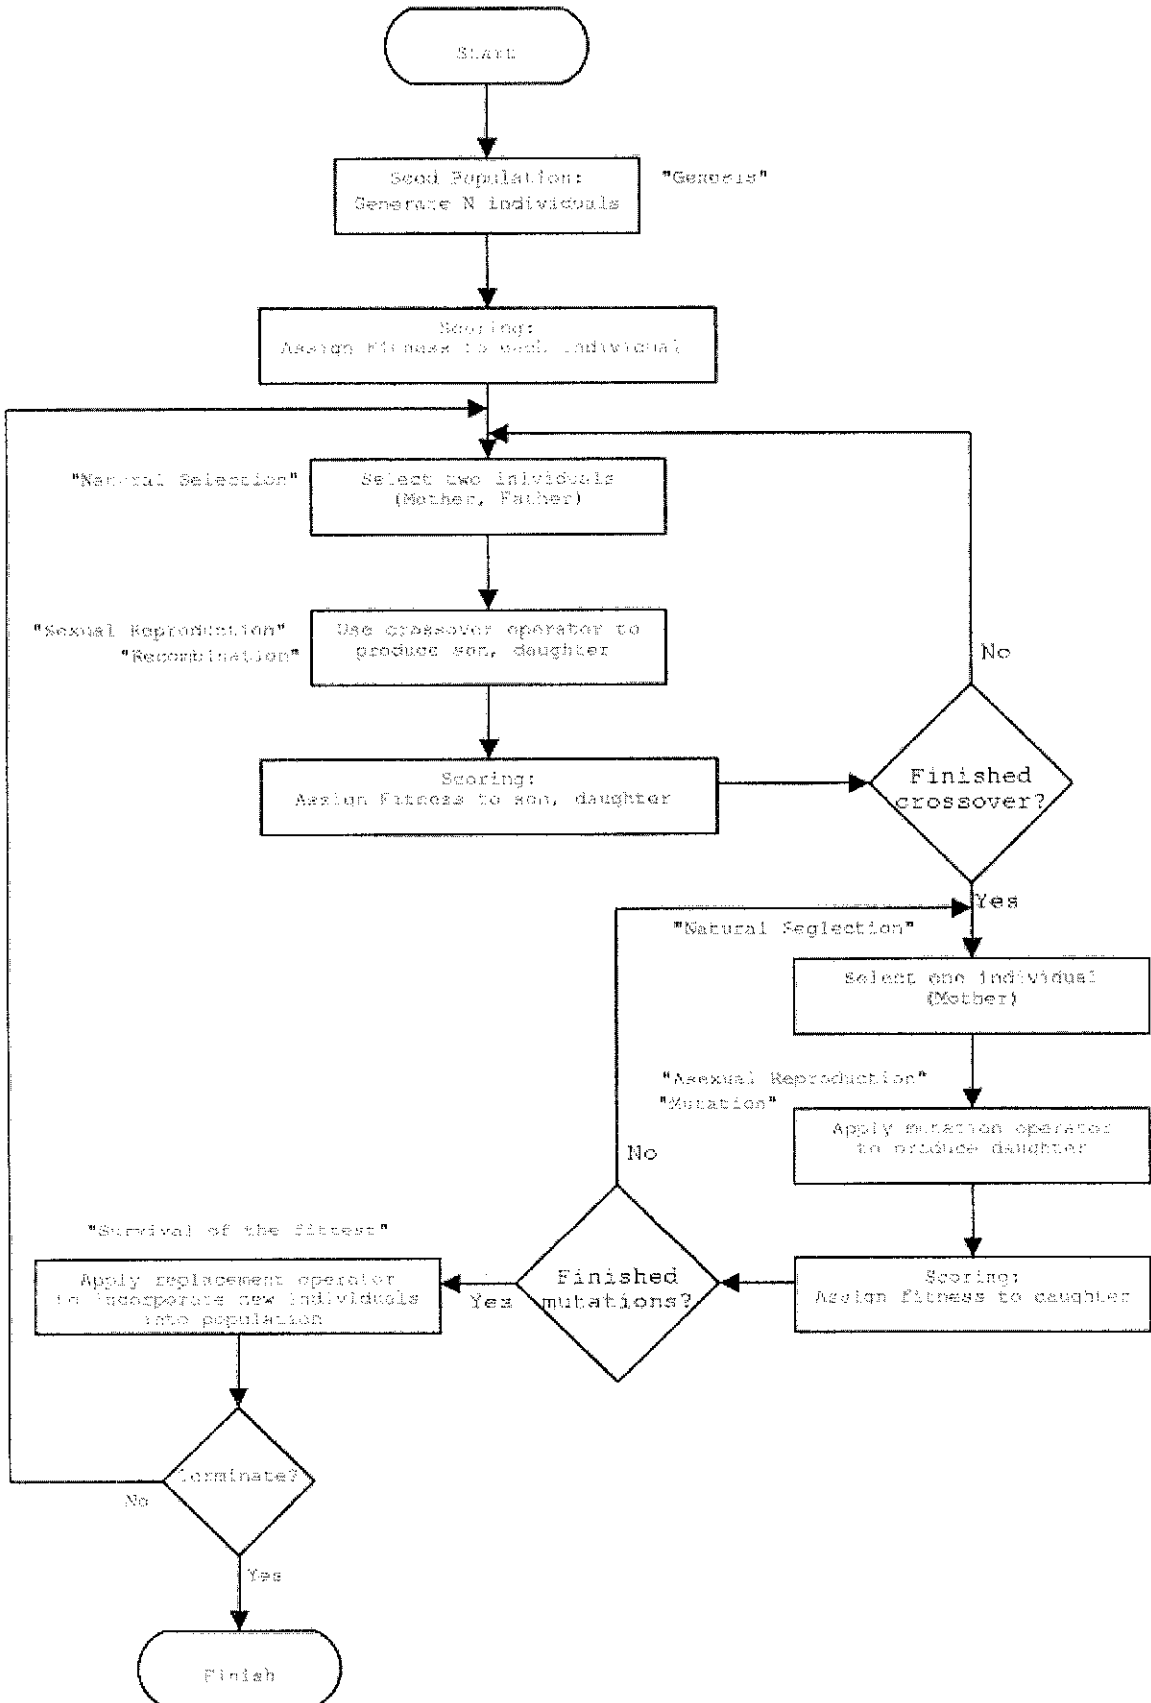 Start
Seed Population:
Generate N individuals
"Genesis"
Scoring:
Assign Fitness to each individual
"Natural Selection"
Select two inividuals
(Mother, Father)
"Sexual Reproduction"
"Recombination"
Use crossover operator to
produce son, daughter
No
Scoring:
Assign Fitness to son, daughter
Finished
crossover?
Yes
"Natural Seglection"
Select one individual
(Mother)
"Asexual Reproduction"
"Mutation"
Apply mutation operator
to produce daughter
No
"Survival of the fittest"
Apply replacement operator
to incorporate new individuals
into population
Yes
Finished
mutations?
Scoring:
Assign fitness to daughter
Terminate?
No
Yes
Finish